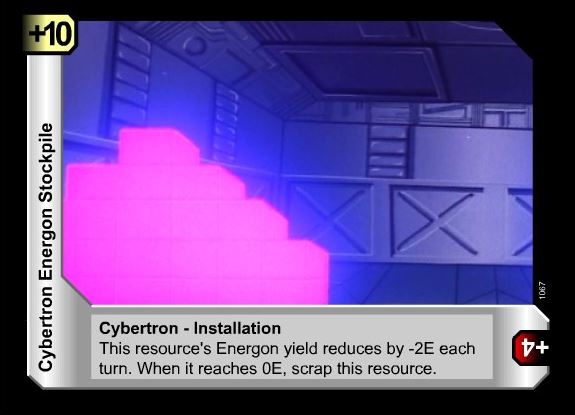 +10
Cybertron Energon Stockpile
1067
Cybertron - Installation
This resource's Energon yield reduces by -2E each
turn. When it reaches 0E, scrap this resource.
+4